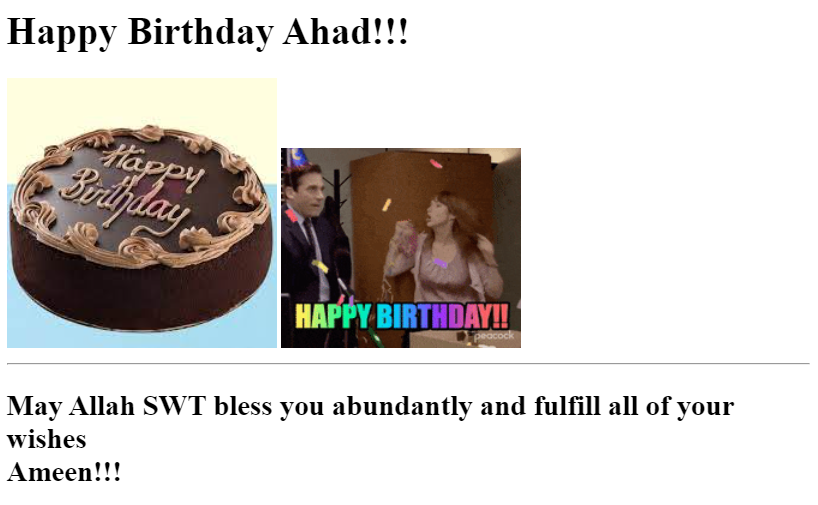 Happy Birthday Ahad!!!
Happy
Birthday
HAPPY BIRTHDAY!!
peacock
May Allah SWT bless you abundantly and fulfill all of your
wishes
Ameen!!!